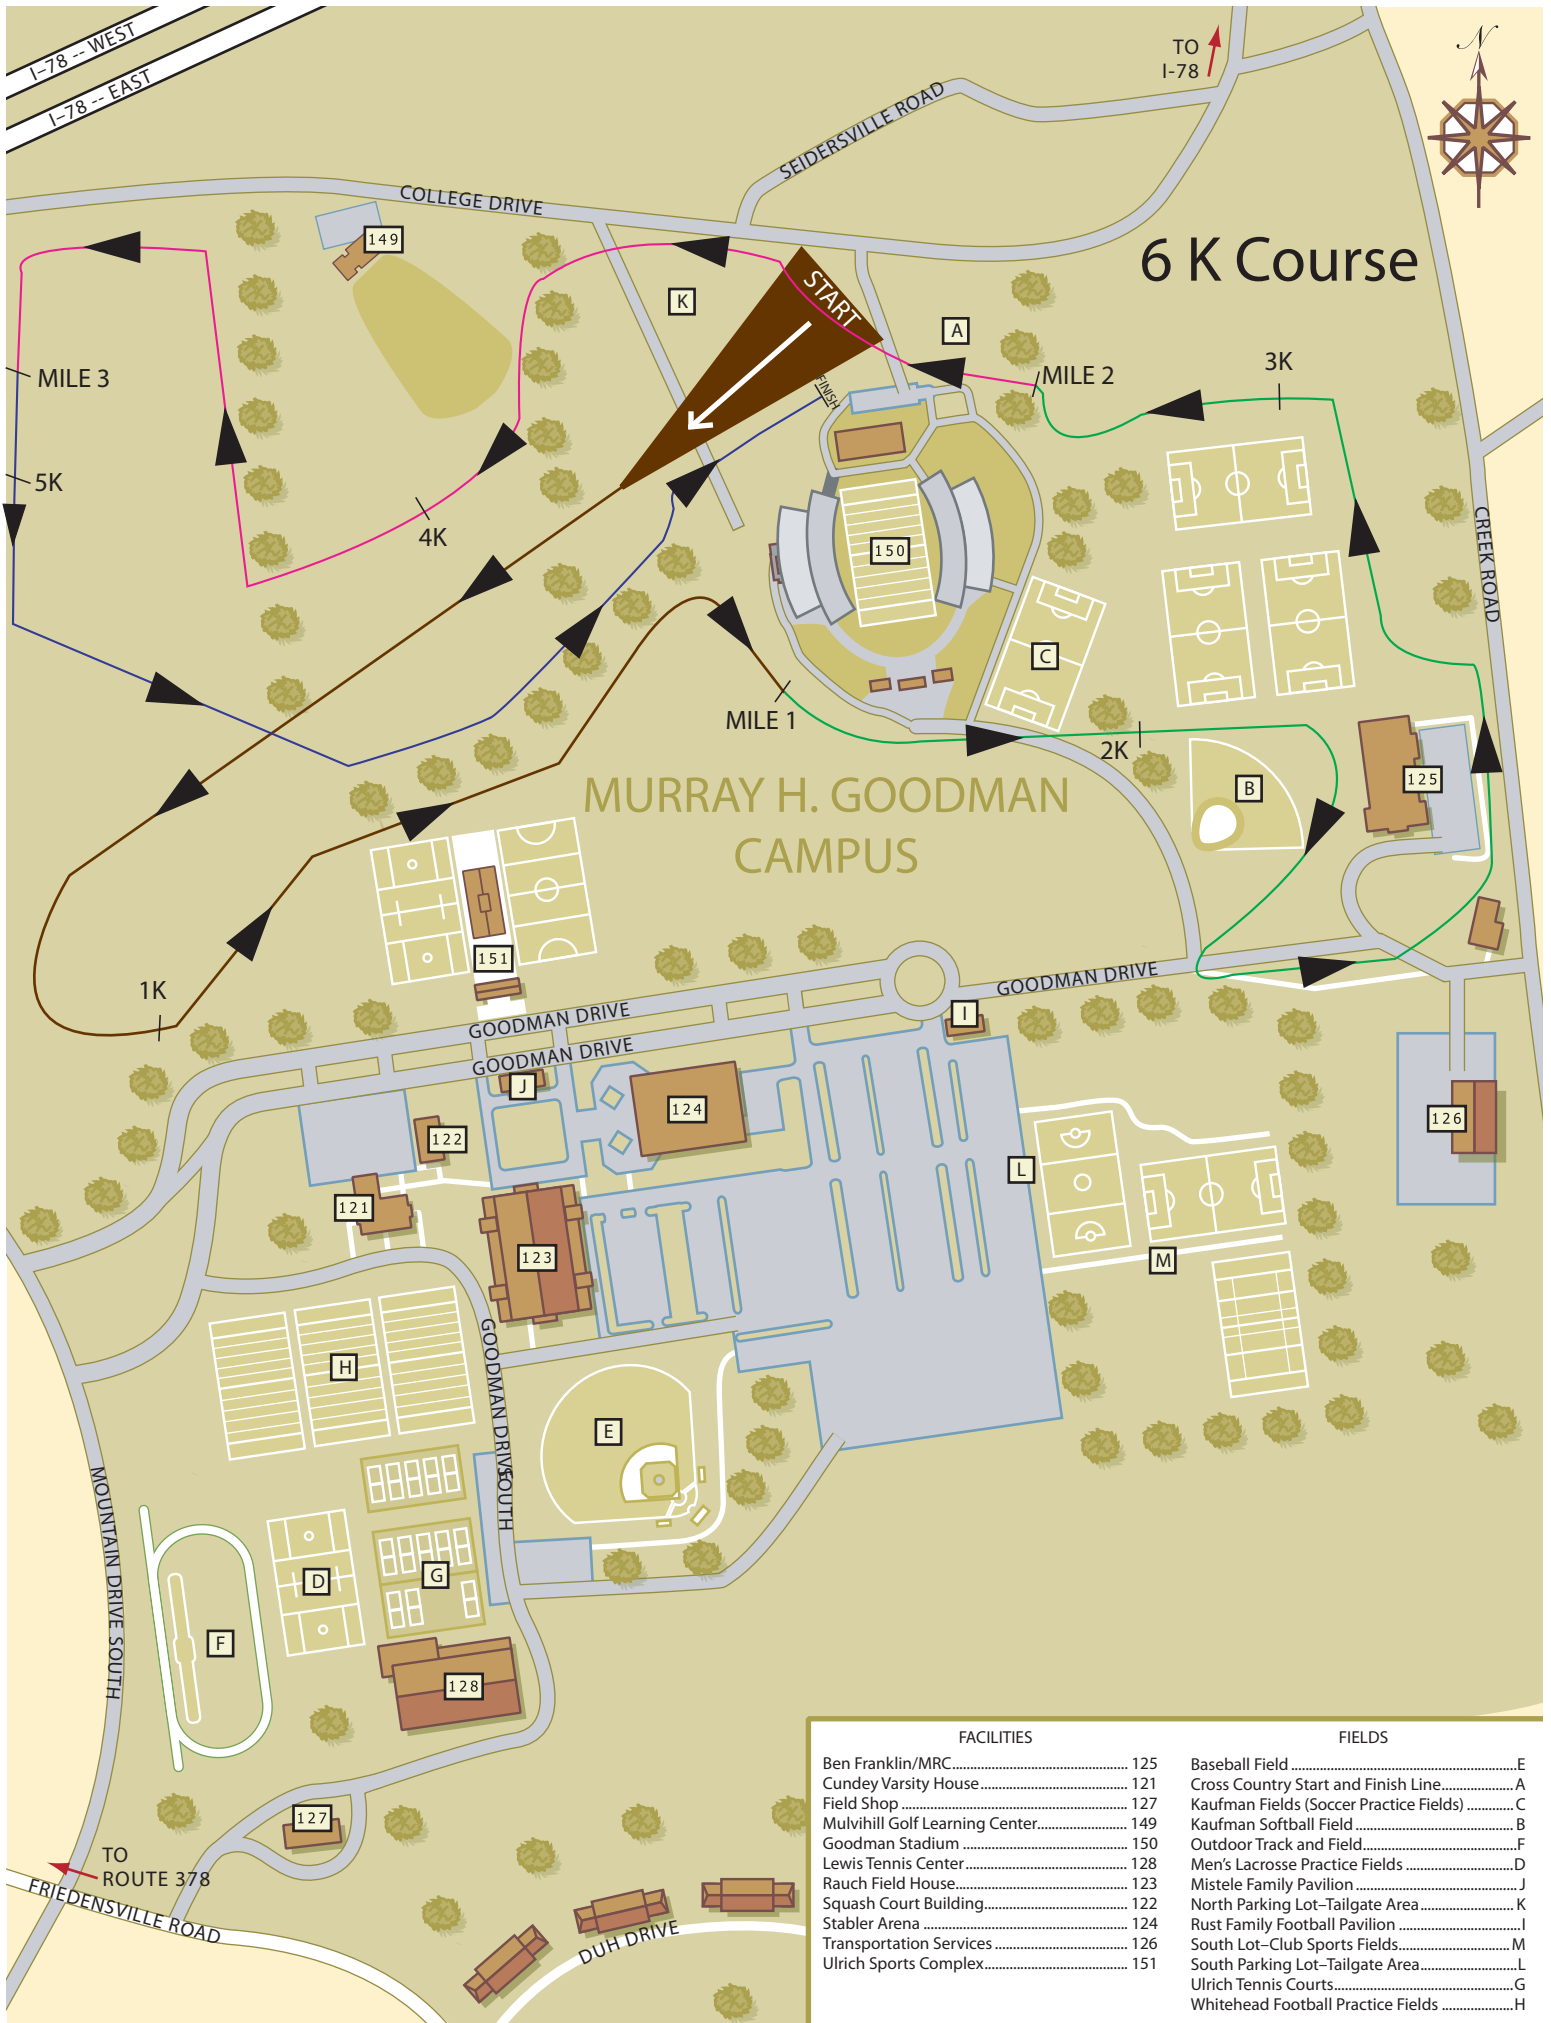 I–78 -- WEST
I–78 -- EAST
TO
I-78
N
SEIDERSVILLE ROAD
COLLEGE DRIVE
149
6 K Course
START
K
A
FINISH
MILE 3
MILE 2
3K
5K
4K
CREEK ROAD
150
C
MILE 1
2K
B
125
MURRAY H. GOODMAN
CAMPUS
151
1K
GOODMAN DRIVE
GOODMAN DRIVE
GOODMAN DRIVE
I
J
124
122
126
121
L
123
M
H
GOODMAN DRIVE
SOUTH
E
MOUNTAIN DRIVE SOUTH
D
G
F
128
127
TO
ROUTE 378
FRIEDENSVILLE ROAD
DUH DRIVE
FACILITIES
Ben Franklin/MRC 125
Cundey Varsity House 121
Field Shop 127
Mulvihill Golf Learning Center 149
Goodman Stadium 150
Lewis Tennis Center 128
Rauch Field House 123
Squash Court Building 122
Stabler Arena 124
Transportation Services 126
Ulrich Sports Complex 151
FIELDS
Baseball Field E
Cross Country Start and Finish Line A
Kaufman Fields (Soccer Practice Fields) C
Kaufman Softball Field B
Outdoor Track and Field F
Men's Lacrosse Practice Fields D
Mistele Family Pavilion J
North Parking Lot–Tailgate Area K
Rust Family Football Pavilion I
South Lot–Club Sports Fields M
South Parking Lot–Tailgate Area L
Ulrich Tennis Courts G
Whitehead Football Practice Fields H